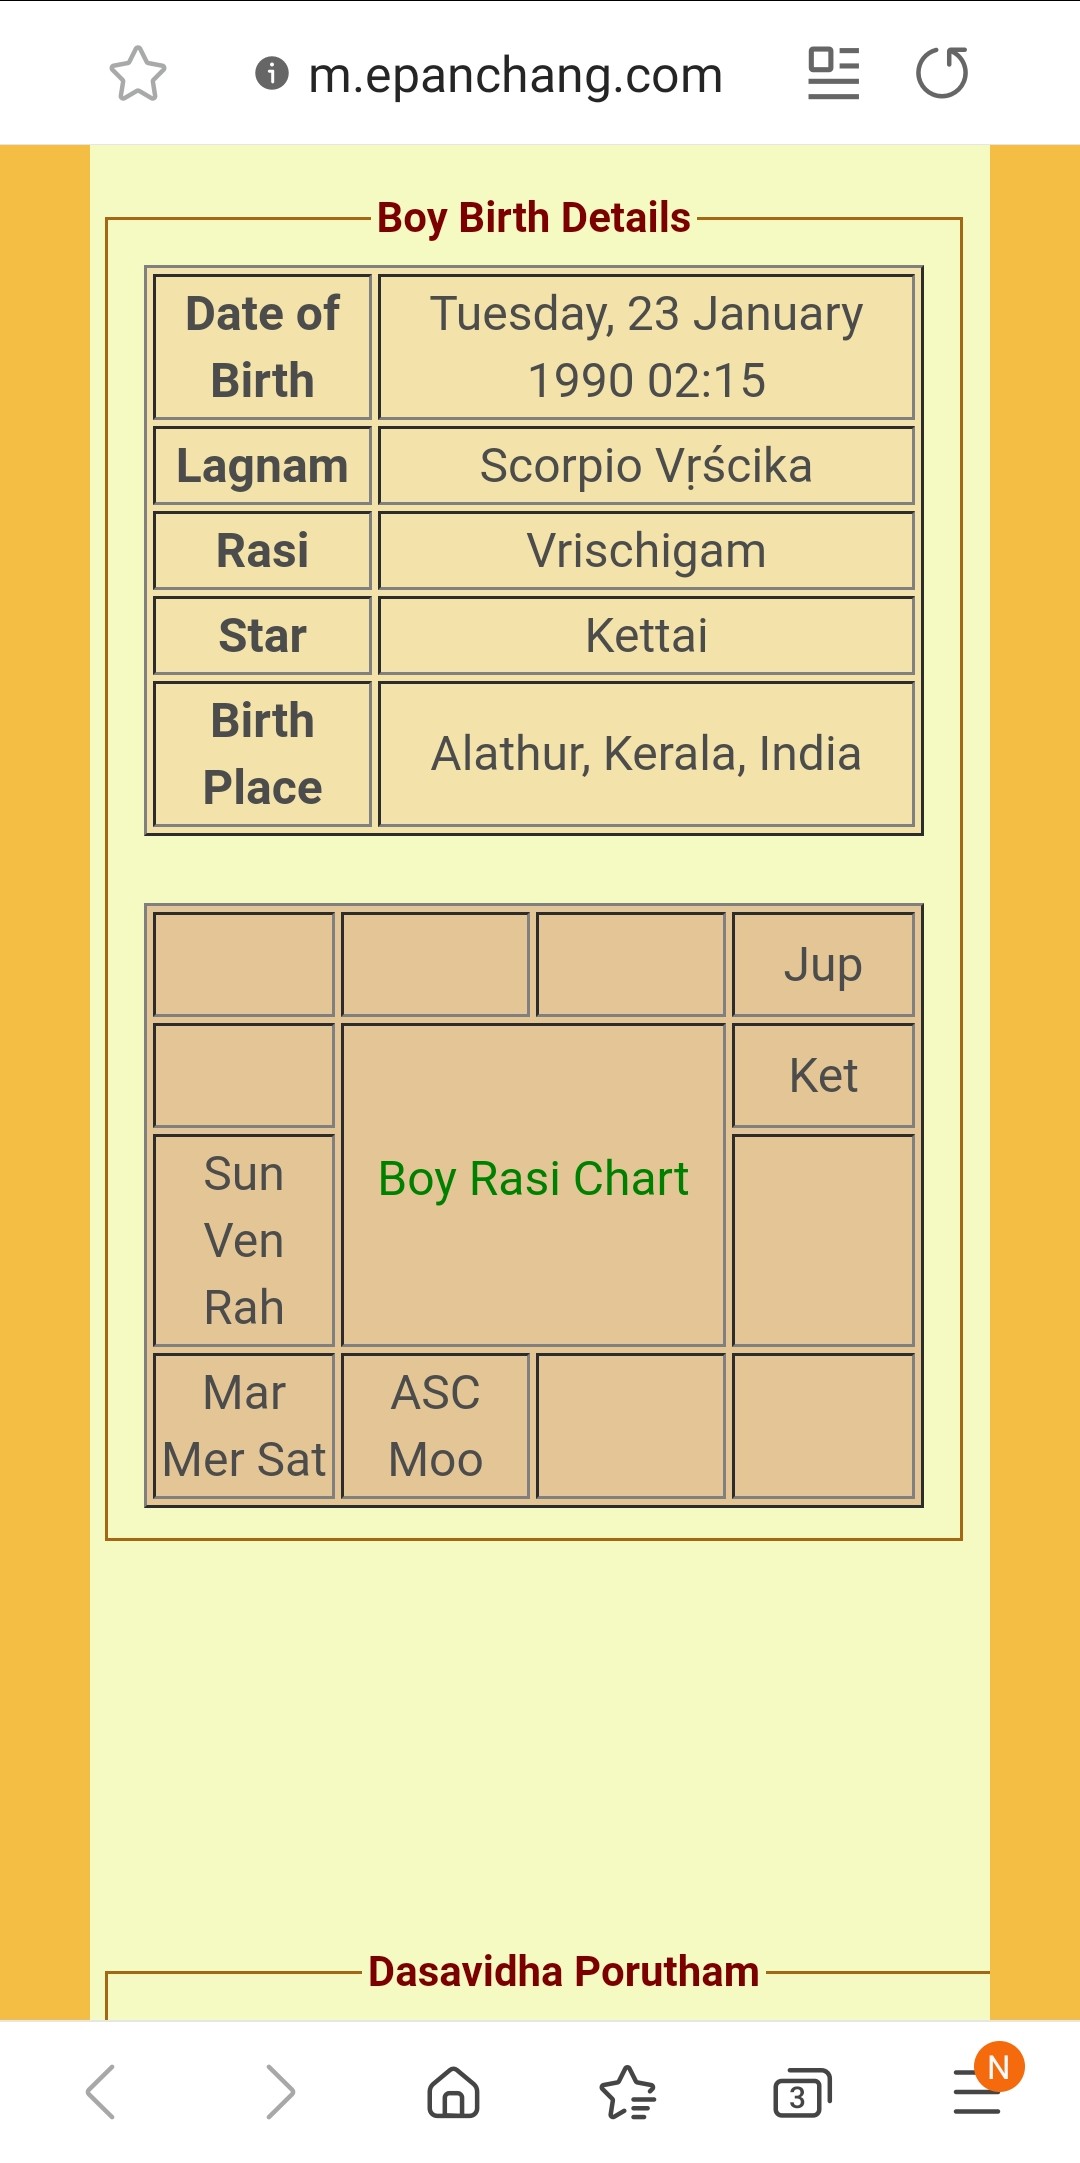 m.epanchang.com
Boy Birth Details
Date of
Birth
Tuesday, 23 January
1990 02:15
Lagnam
Scorpio Vṛścika
Rasi
Vrischigam
Star
Kettai
Birth
Place
Alathur, Kerala, India
Jup
Ket
Boy Rasi Chart
Sun
Ven
Rah
Mar
Mer Sat
ASC
Moo
Dasavidha Porutham
3
N